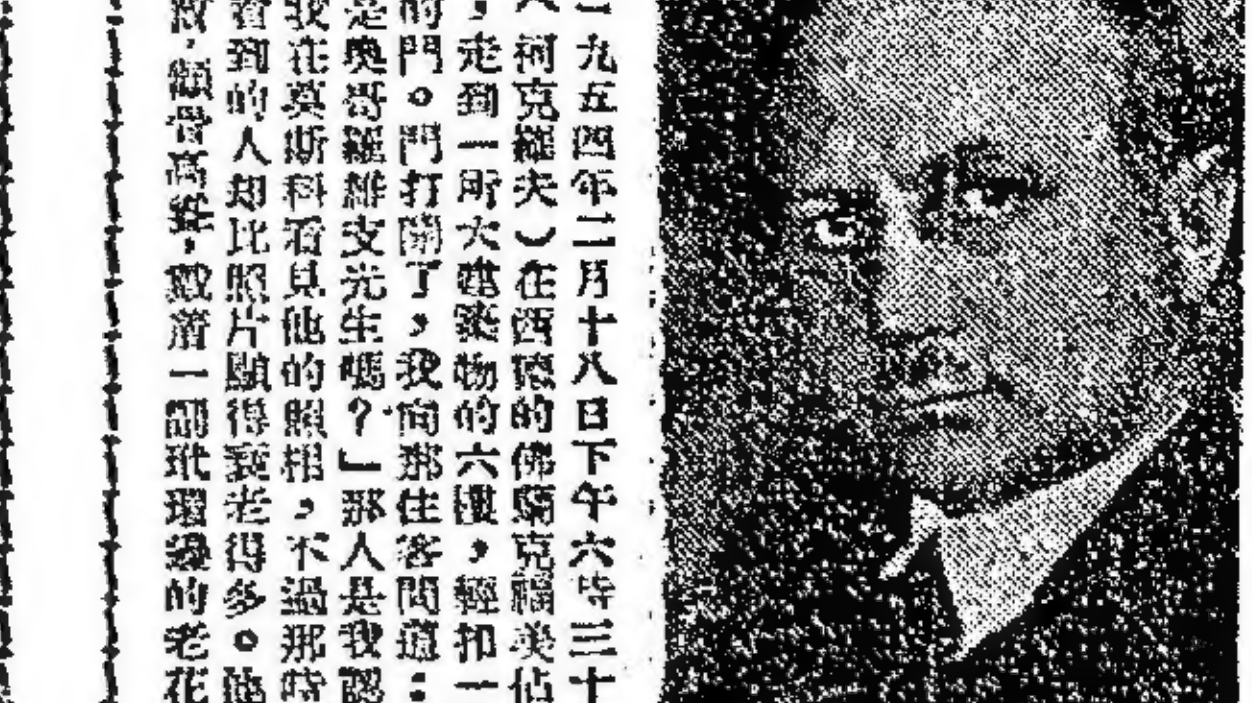 九五四年二月十八日下午六時三十
柯克羅夫）在西德的佛蘭克福美佔
，走到一所大建築物的六樓，輕扣一
的門。門打開了，我向那住客問道：
是奧哥羅維支先生嗎？」那人是我認
我在莫斯科看見他的照相，不過那時
看到的人却比照片顯得衰老得多。他
，顴骨高聳，戴着一副玳瑁邊的老花